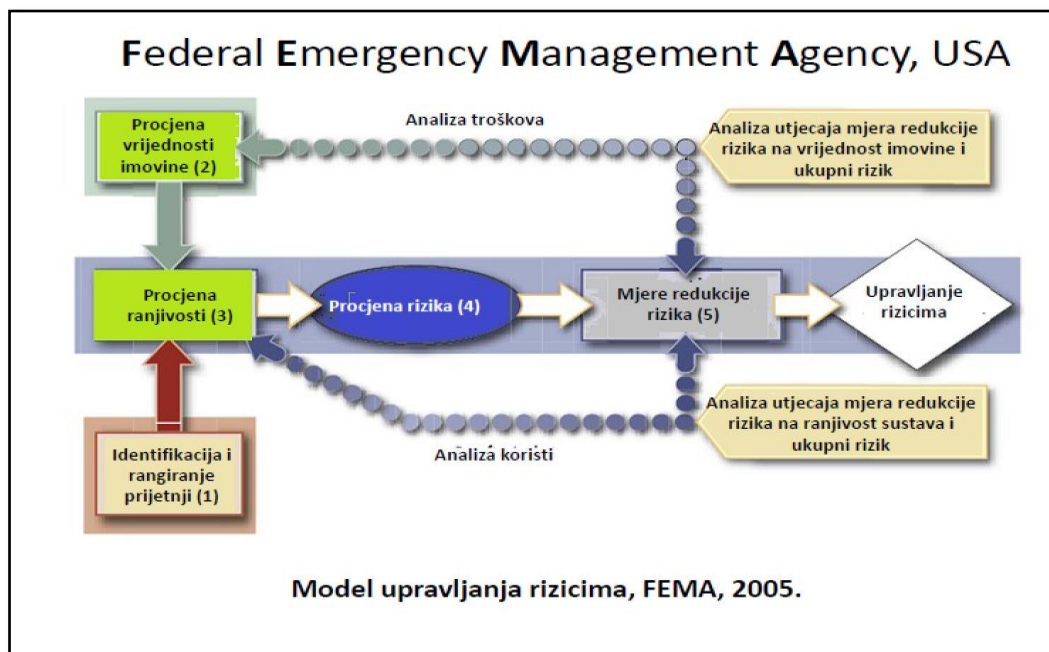 Federal Emergency Management Agency, USA
Procjena
vrijednosti
imovine (2)
Analiza troškova
Analiza utjecaja mjera redukcije
rizika na vrijednost imovine i
ukupni rizik
Procjena
ranjivosti (3)
Procjena rizika (4)
Mjere redukcije
rizika (5)
Upravljanje
rizicima
Identifikacija i
rangiranje
prijetnji (1)
Analiza koristi
Analiza utjecaja mjera redukcije
rizika na ranjivost sustava i
ukupni rizik
Model upravljanja rizicima, FEMA, 2005.